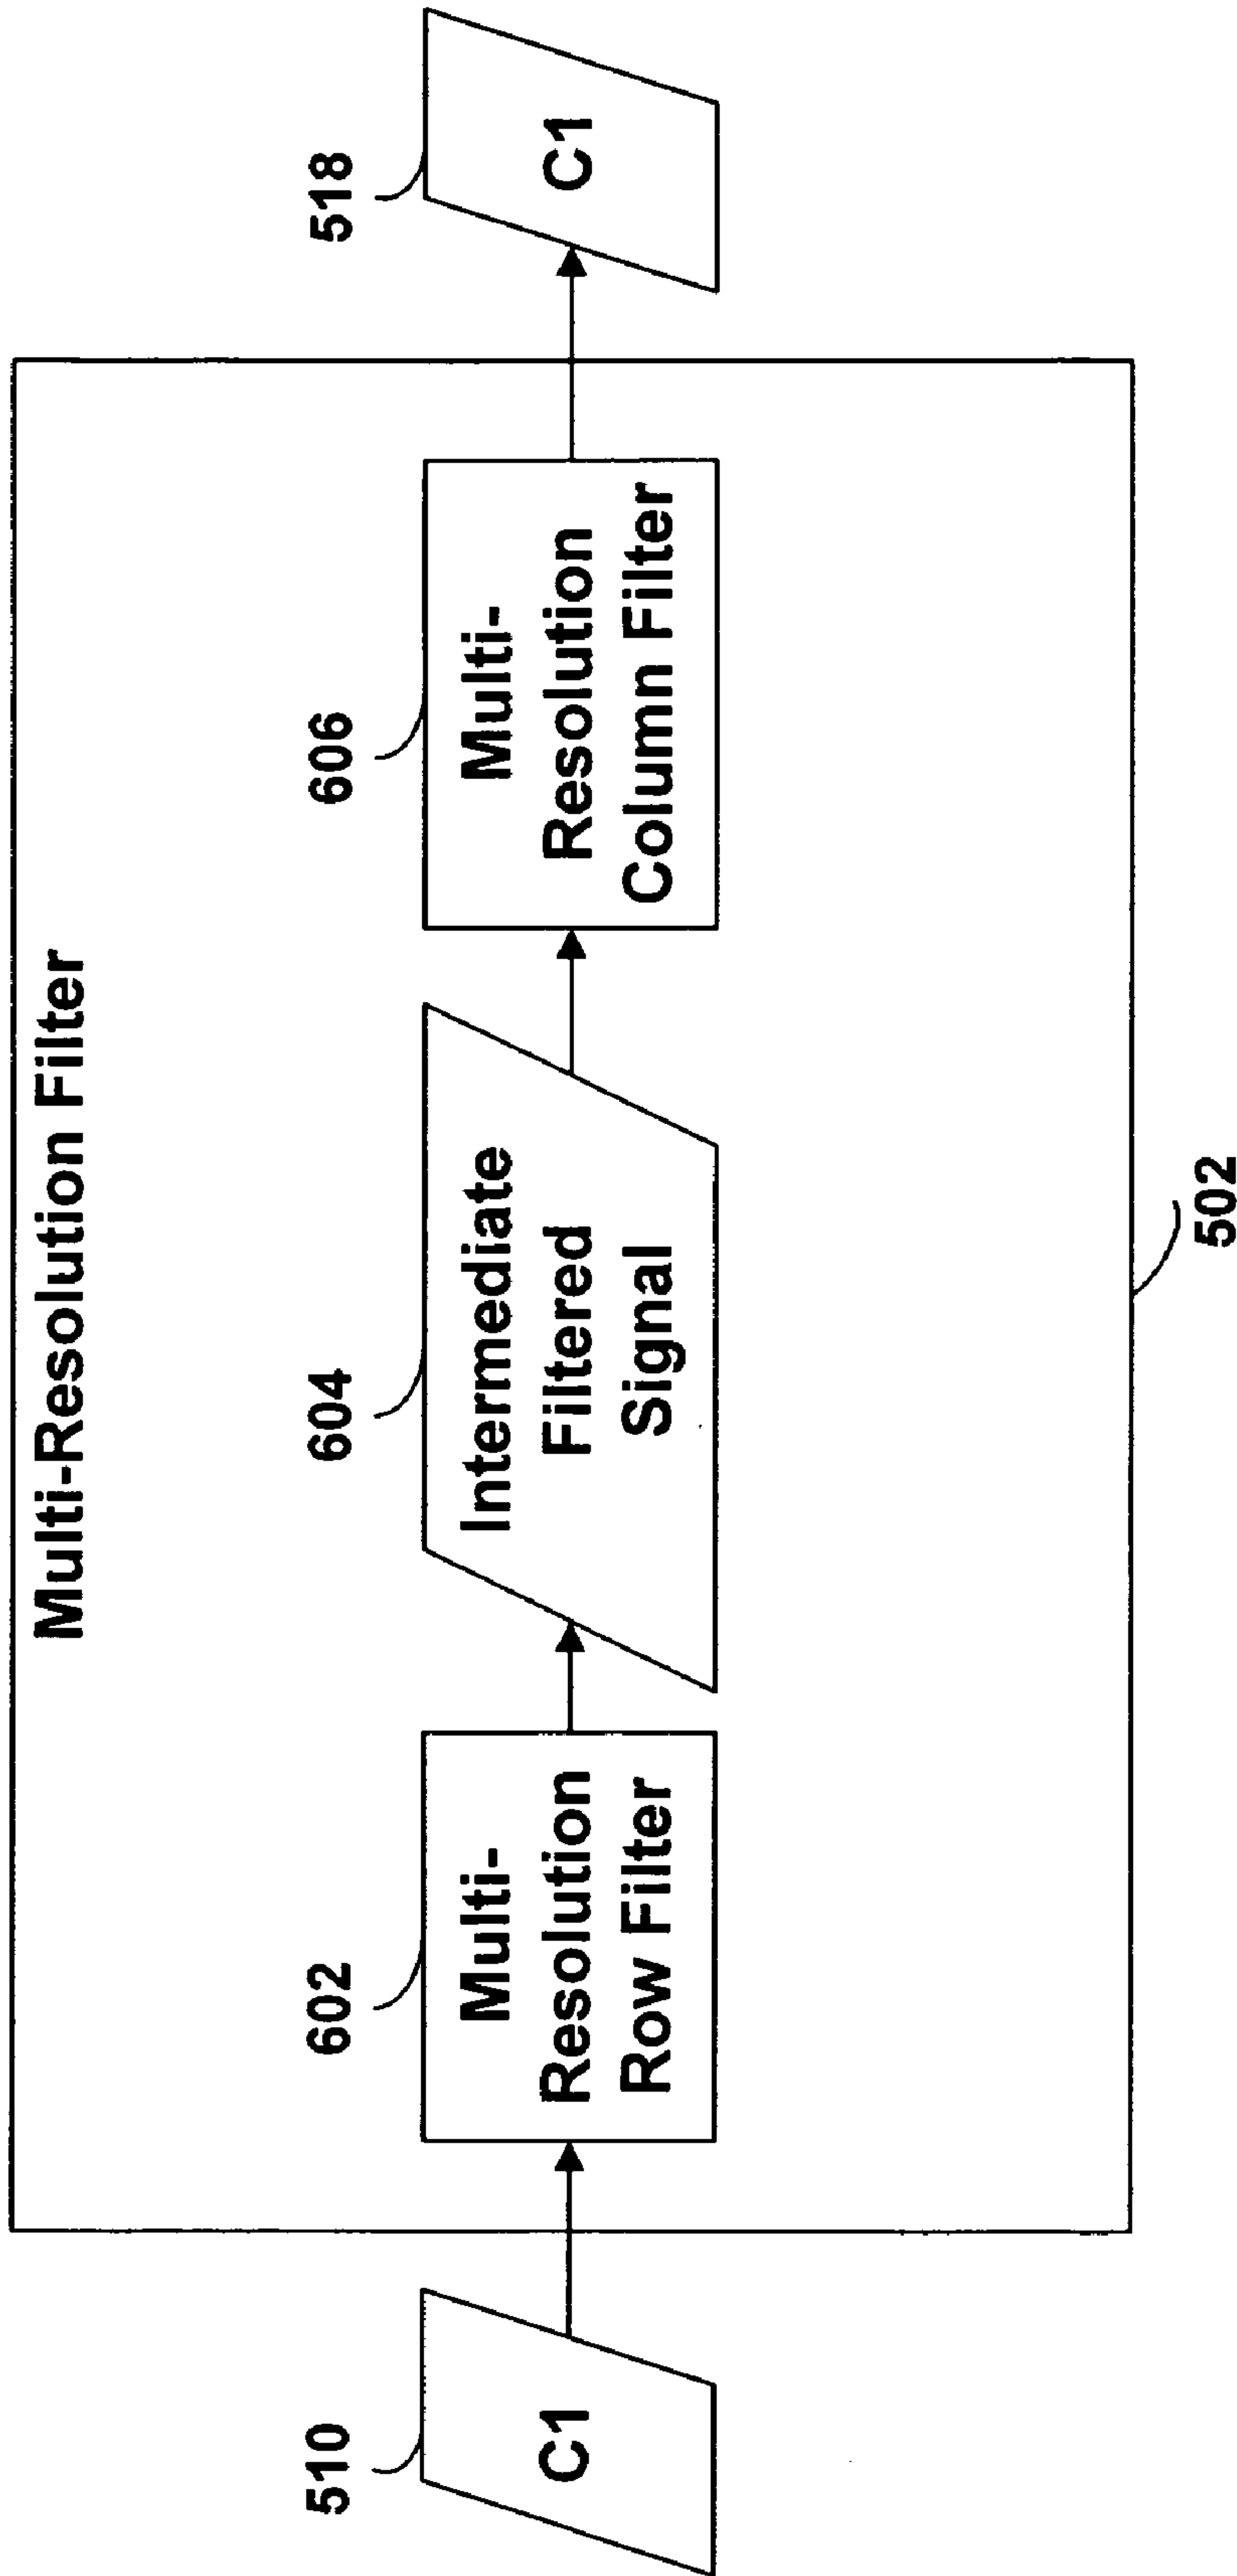 Multi-Resolution Filter
510
C1
602
Multi-
Resolution
Row Filter
604
Intermediate
Filtered
Signal
606
Multi-
Resolution
Column Filter
518
C1
502